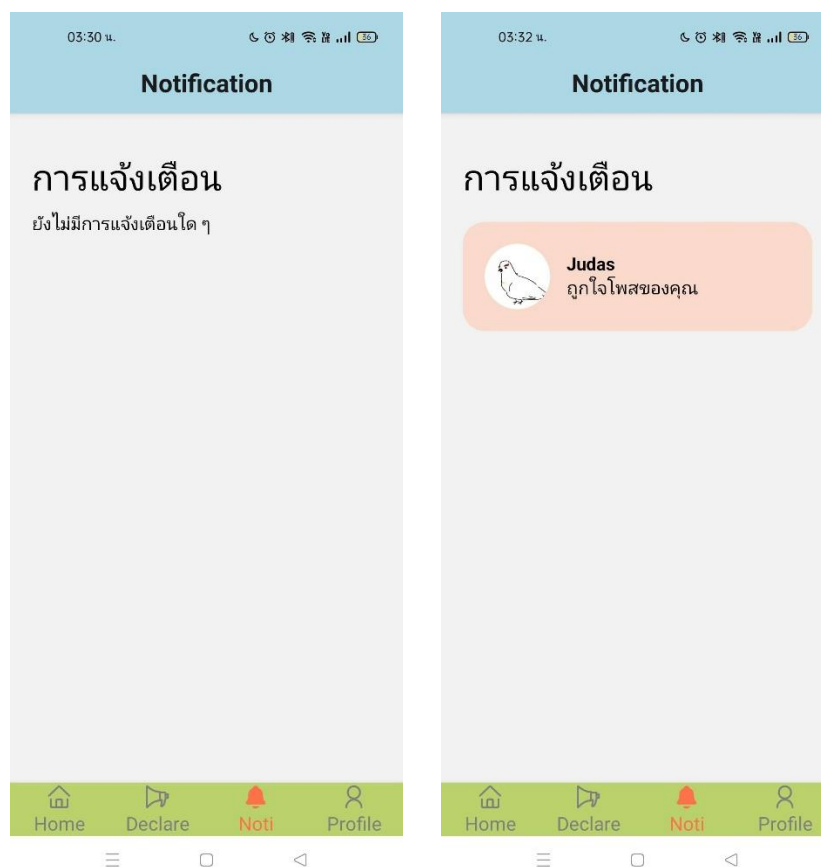 03:30 น.
36
Notification
การแจ้งเตือน
ยังไม่มีการแจ้งเตือนใด ๆ
Home Declare Noti Profile
03:32 น.
36
Notification
การแจ้งเตือน
Judas
ถูกใจโพสของคุณ
Home Declare Noti Profile